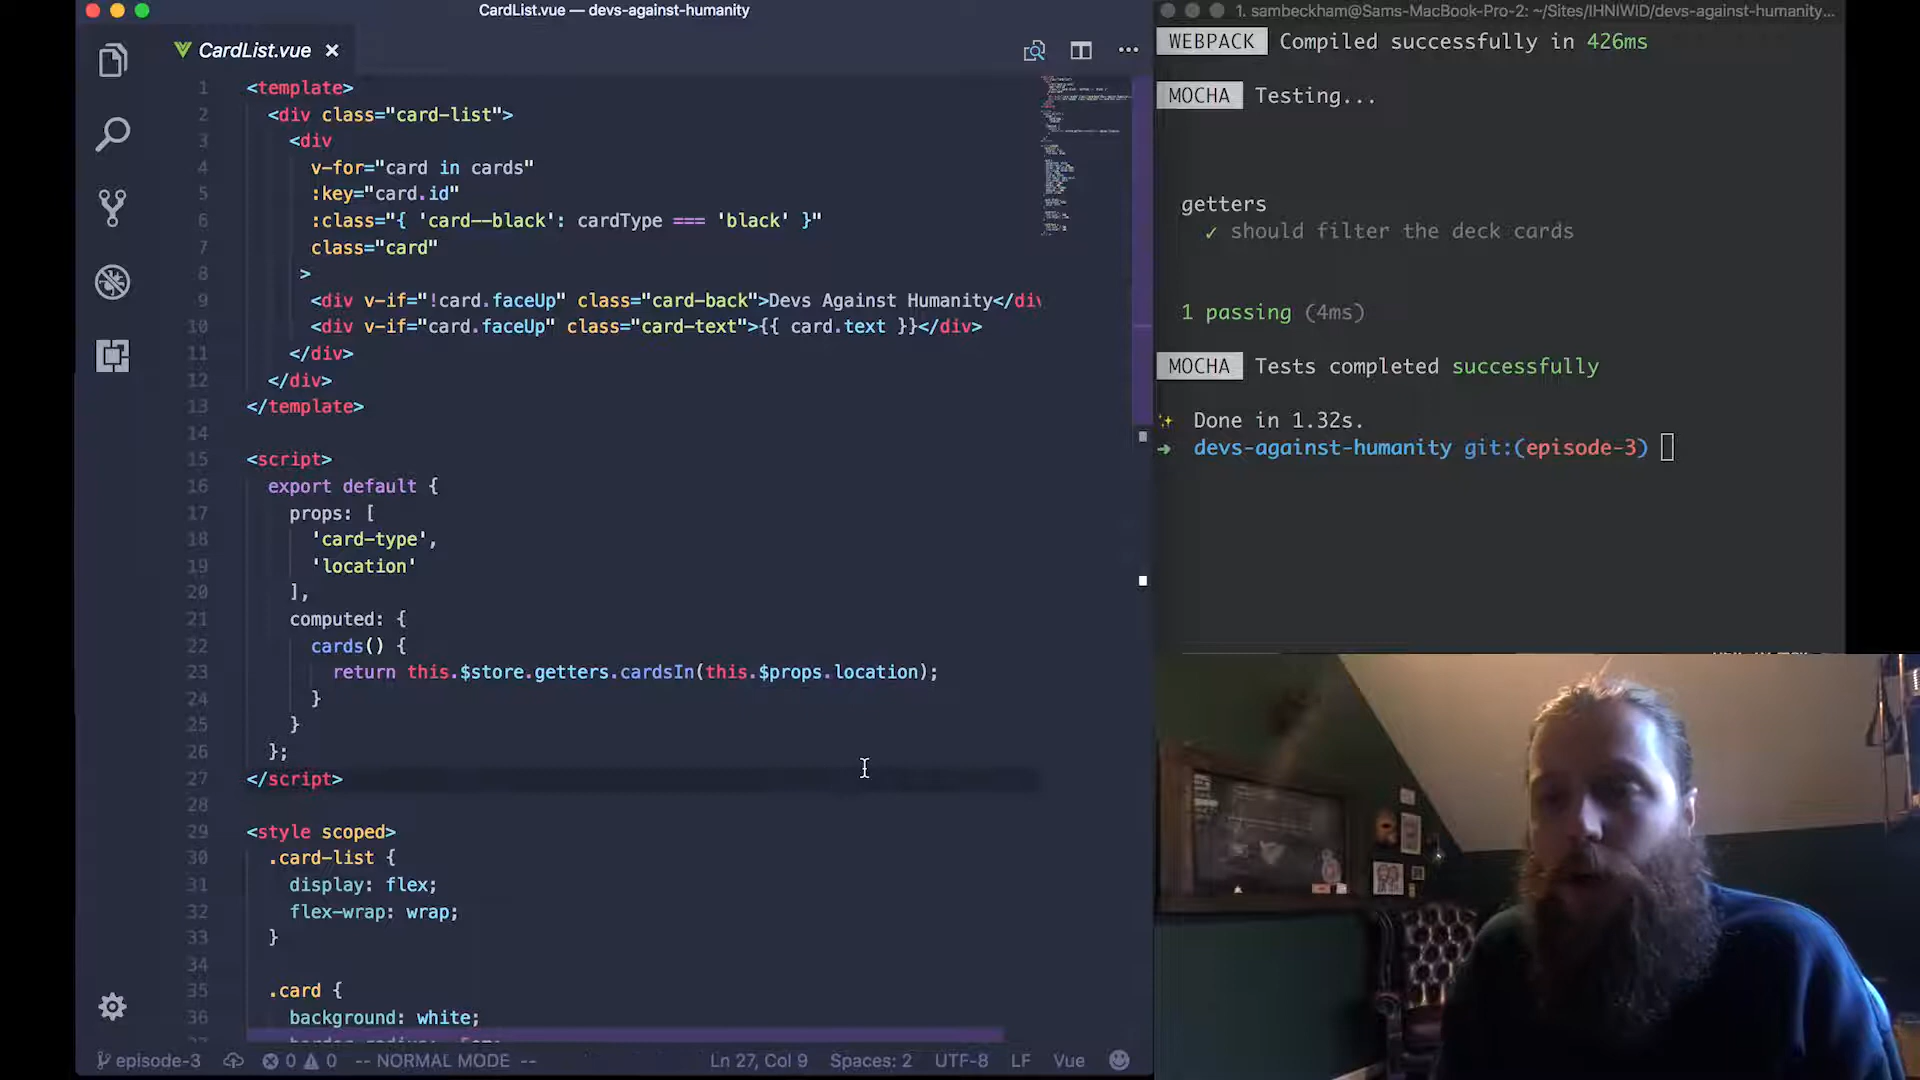 CardList.vue — devs-against-humanity
CardList.vue
1 <template>
2 <div class="card-list">
3 <div
4 v-for="card in cards"
5 :key="card.id"
6 :class="{ 'card--black': cardType === 'black' }"
7 class="card"
8 >
9 <div v-if="!card.faceUp" class="card-back">Devs Against Humanity</div
10 <div v-if="card.faceUp" class="card-text">{{ card.text }}</div>
11 </div>
12 </div>
13 </template>
14
15 <script>
16 export default {
17 props: [
18 'card-type',
19 'location'
20 ],
21 computed: {
22 cards() {
23 return this.$store.getters.cardsIn(this.$props.location);
24 }
25 }
26 };
27 </script>
28
29 <style scoped>
30 .card-list {
31 display: flex;
32 flex-wrap: wrap;
33 }
34
35 .card {
36 background: white;
episode-3 0 0 -- NORMAL MODE -- Ln 27, Col 9 Spaces: 2 UTF-8 LF Vue
1. sambeckham@Sams-MacBook-Pro-2: ~/Sites/IHNIWID/devs-against-humanity...
WEBPACK Compiled successfully in 426ms
MOCHA Testing...
getters
✓ should filter the deck cards
1 passing (4ms)
MOCHA Tests completed successfully
✨ Done in 1.32s.
➜ devs-against-humanity git:(episode-3)